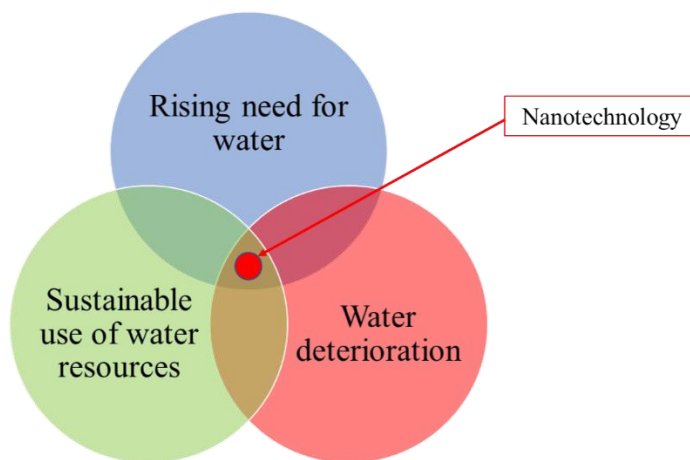 Rising need for
water
Nanotechnology
Sustainable
use of water
resources
Water
deterioration